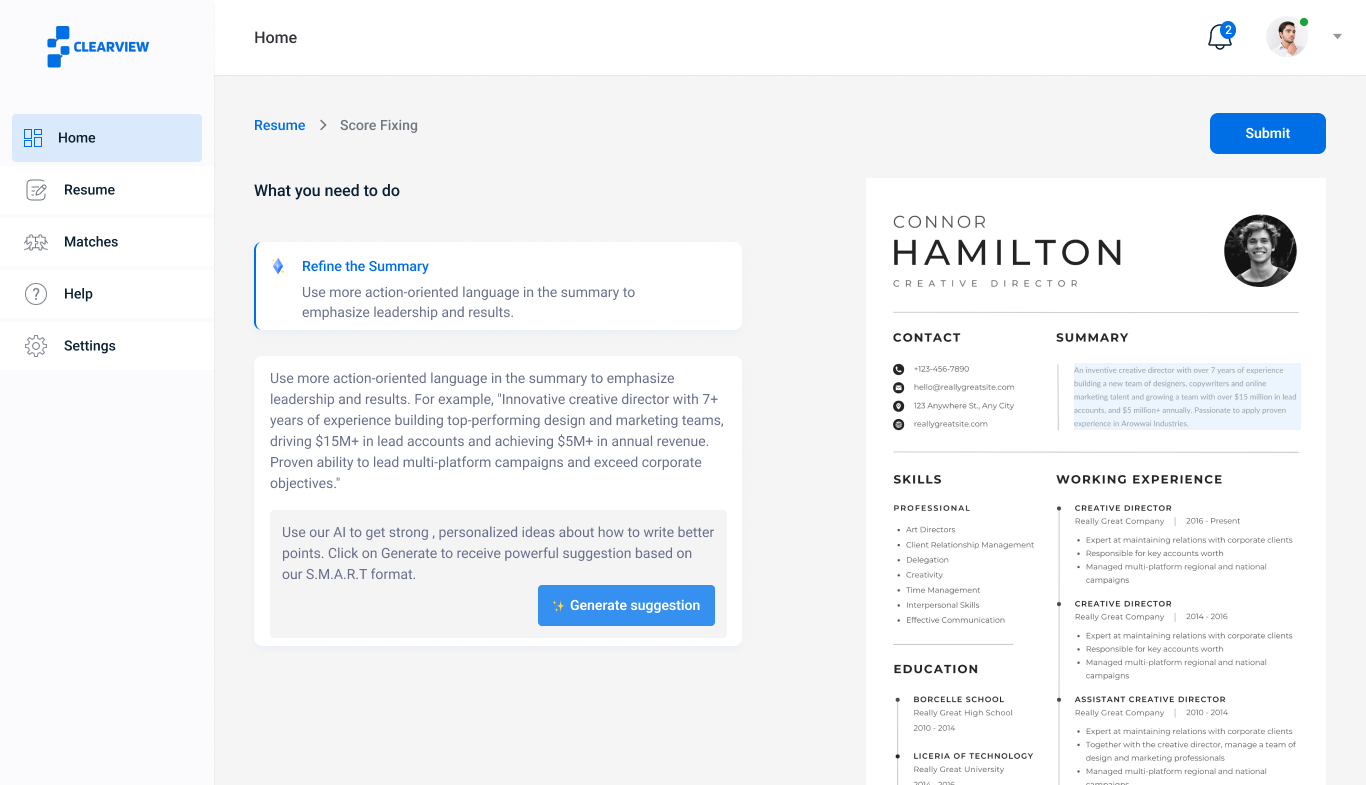 CLEARVIEW
Home
2
Home
Resume
Matches
Help
Settings
Resume > Score Fixing
Submit
What you need to do
Refine the Summary
Use more action-oriented language in the summary to
emphasize leadership and results.
Use more action-oriented language in the summary to emphasize
leadership and results. For example, "Innovative creative director with 7+
years of experience building top-performing design and marketing teams,
driving $15M+ in lead accounts and achieving $5M+ in annual revenue.
Proven ability to lead multi-platform campaigns and exceed corporate
objectives."
Use our AI to get strong , personalized ideas about how to write better
points. Click on Generate to receive powerful suggestion based on
our S.M.A.R.T format.
Generate suggestion
CONNOR
HAMILTON
CREATIVE DIRECTOR
CONTACT
+123-456-7890
hello@reallygreatsite.com
123 Anywhere St., Any City
reallygreatsite.com
SUMMARY
An inventive creative director with over 7 years of experience
building a new team of designers, copywriters and online
marketing talent and growing a team with over $15 million in lead
accounts, and $5 million+ annually. Passionate to apply proven
experience in Arowwai Industries.
SKILLS
PROFESSIONAL
• Art Directors
• Client Relationship Management
• Delegation
• Creativity
• Time Management
• Interpersonal Skills
• Effective Communication
EDUCATION
BORCELLE SCHOOL
Really Great High School
2010 - 2014
LICERIA OF TECHNOLOGY
Really Great University
2014 - 2016
WORKING EXPERIENCE
CREATIVE DIRECTOR
Really Great Company | 2016 - Present
• Expert at maintaining relations with corporate clients
• Responsible for key accounts worth
• Managed multi-platform regional and national
campaigns
CREATIVE DIRECTOR
Really Great Company | 2014 - 2016
• Expert at maintaining relations with corporate clients
• Responsible for key accounts worth
• Managed multi-platform regional and national
campaigns
ASSISTANT CREATIVE DIRECTOR
Really Great Company | 2010 - 2014
• Expert at maintaining relations with corporate clients
• Together with the creative director, manage a team of
design and marketing professionals
• Managed multi-platform regional and national
campaigns